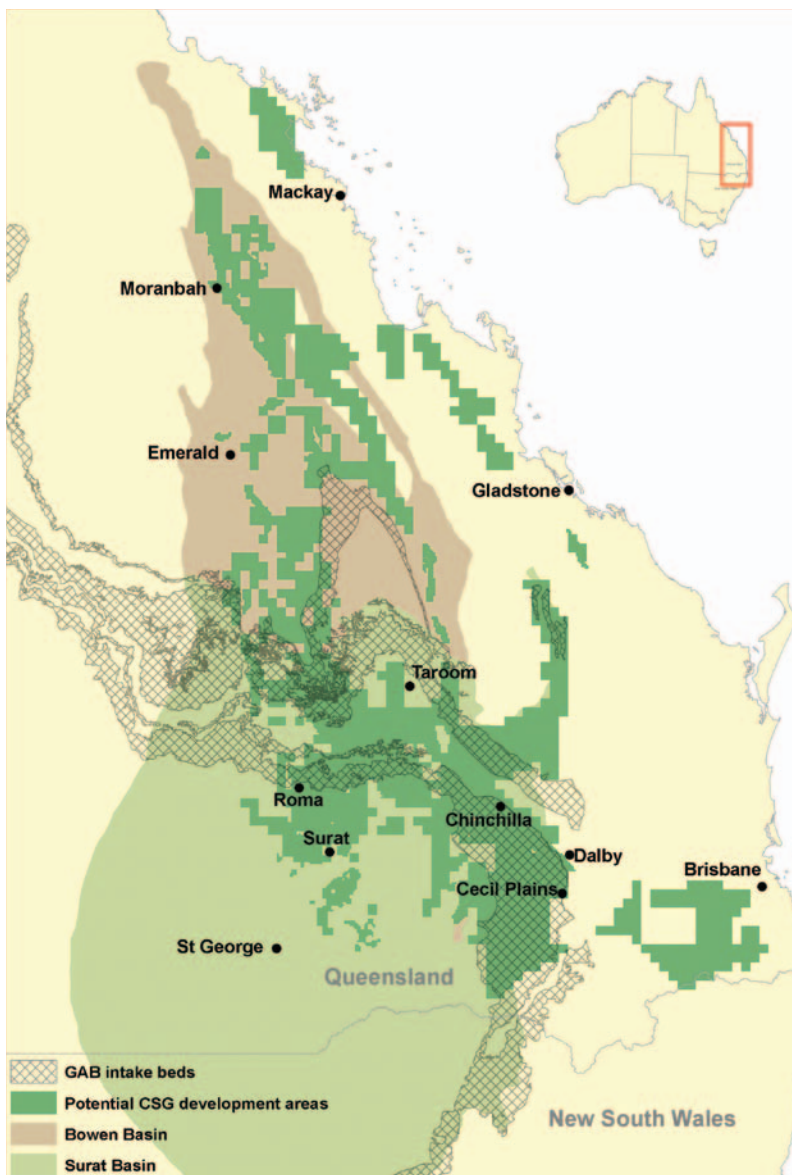 Mackay
Moranbah
Emerald
Gladstone
Taroom
Roma
Chinchilla
Surat
Dalby
Brisbane
Cecil Plains
St George
Queensland
GAB intake beds
Potential CSG development areas
New South Wales
Bowen Basin
Surat Basin